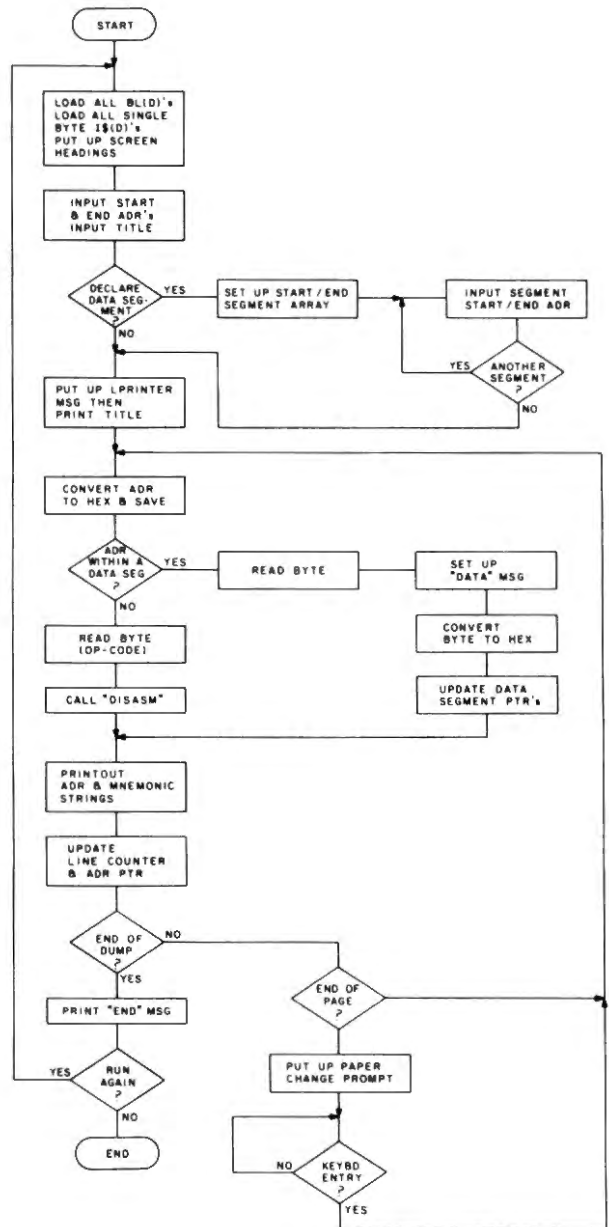 START
LOAD ALL BL(D)'s
LOAD ALL SINGLE
BYTE I$(D)'s
PUT UP SCREEN
HEADINGS
INPUT START
& END ADR's
INPUT TITLE
DECLARE
DATA SEG-
MENT
?
YES
NO
SET UP START/END
SEGMENT ARRAY
INPUT SEGMENT
START/END ADR
ANOTHER
SEGMENT
?
YES
NO
PUT UP LPRINTER
MSG THEN
PRINT TITLE
CONVERT ADR
TO HEX & SAVE
ADR
WITHIN A
DATA SEG
?
YES
NO
READ BYTE
SET UP
"DATA" MSG
CONVERT
BYTE TO HEX
UPDATE DATA
SEGMENT PTR's
READ BYTE
(OP-CODE)
CALL "DISASM"
PRINTOUT
ADR & MNEMONIC
STRINGS
UPDATE
LINE COUNTER
& ADR PTR
END OF
DUMP
?
NO
YES
PRINT "END" MSG
RUN
AGAIN
?
YES
NO
END
END OF
PAGE
?
PUT UP PAPER
CHANGE PROMPT
KEYBD
ENTRY
?
NO
YES